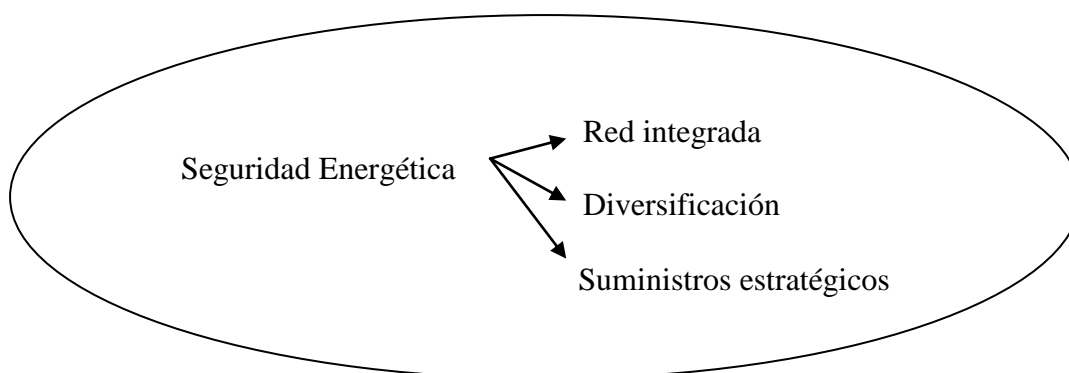 Red integrada
Seguridad Energética
Diversificación
Suministros estratégicos